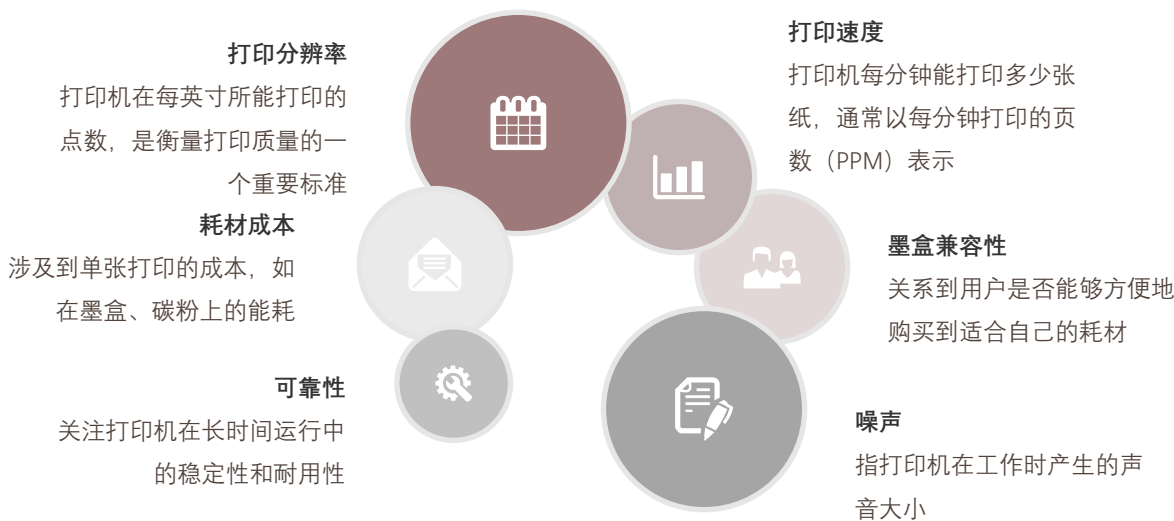 打印分辨率
打印机在每英寸所能打印的
点数，是衡量打印质量的一
个重要标准
耗材成本
涉及到单张打印的成本，如
在墨盒、碳粉上的能耗
可靠性
关注打印机在长时间运行中
的稳定性和耐用性
打印速度
打印机每分钟能打印多少张
纸，通常以每分钟打印的页
数（PPM）表示
墨盒兼容性
关系到用户是否能够方便地
购买到适合自己的耗材
噪声
指打印机在工作时产生的声
音大小